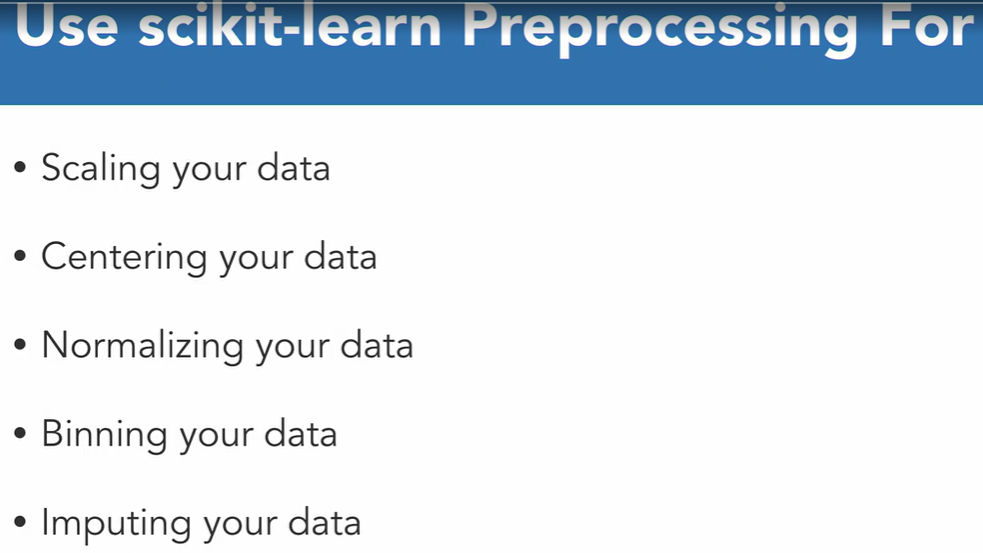 Use scikit-learn Preprocessing For
• Scaling your data
• Centering your data
• Normalizing your data
• Binning your data
• Imputing your data